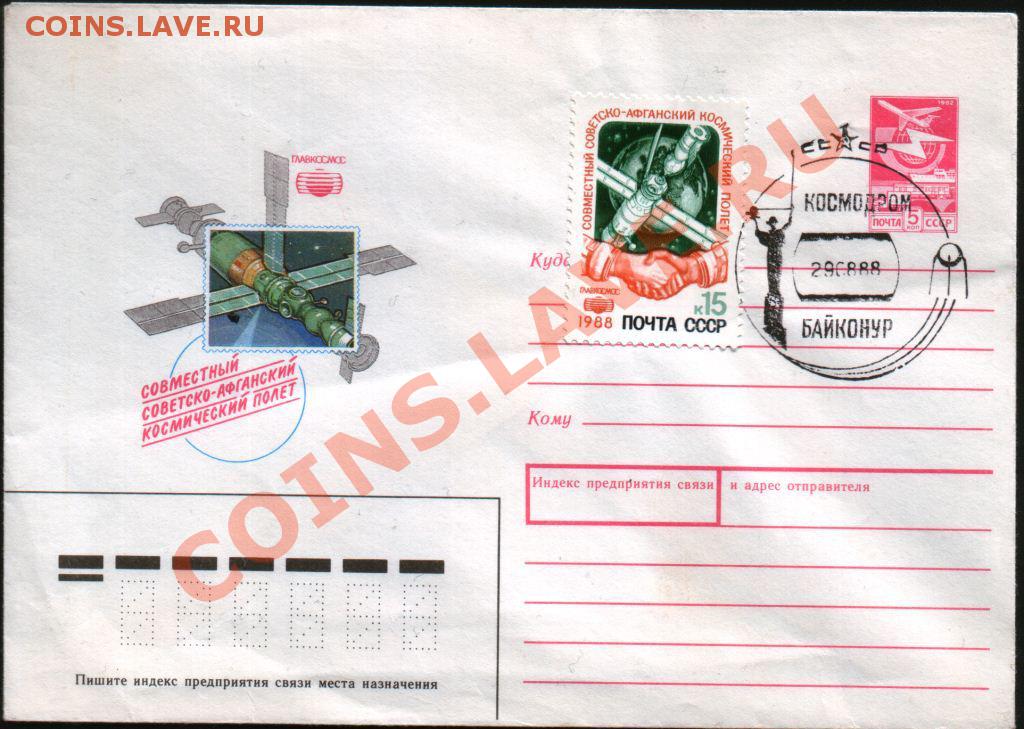 COINS.LAVE.RU
ГЛАВКОСМОС
СОВМЕСТНЫЙ
СОВЕТСКО-АФГАНСКИЙ
КОСМИЧЕСКИЙ ПОЛЕТ
СОВМЕСТНЫЙ СОВЕТСКО-АФГАНСКИЙ КОСМИЧЕСКИЙ ПОЛЕТ
ГЛАВКОСМОС
1988 ПОЧТА СССР к15
1982
ПОЧТА 5 КОП СССР
СССР
КОСМОДРОМ
290888
БАЙКОНУР
Куда
Кому
Индекс предприятия связи и адрес отправителя
Пишите индекс предприятия связи места назначения
COINS.LAVE.RU